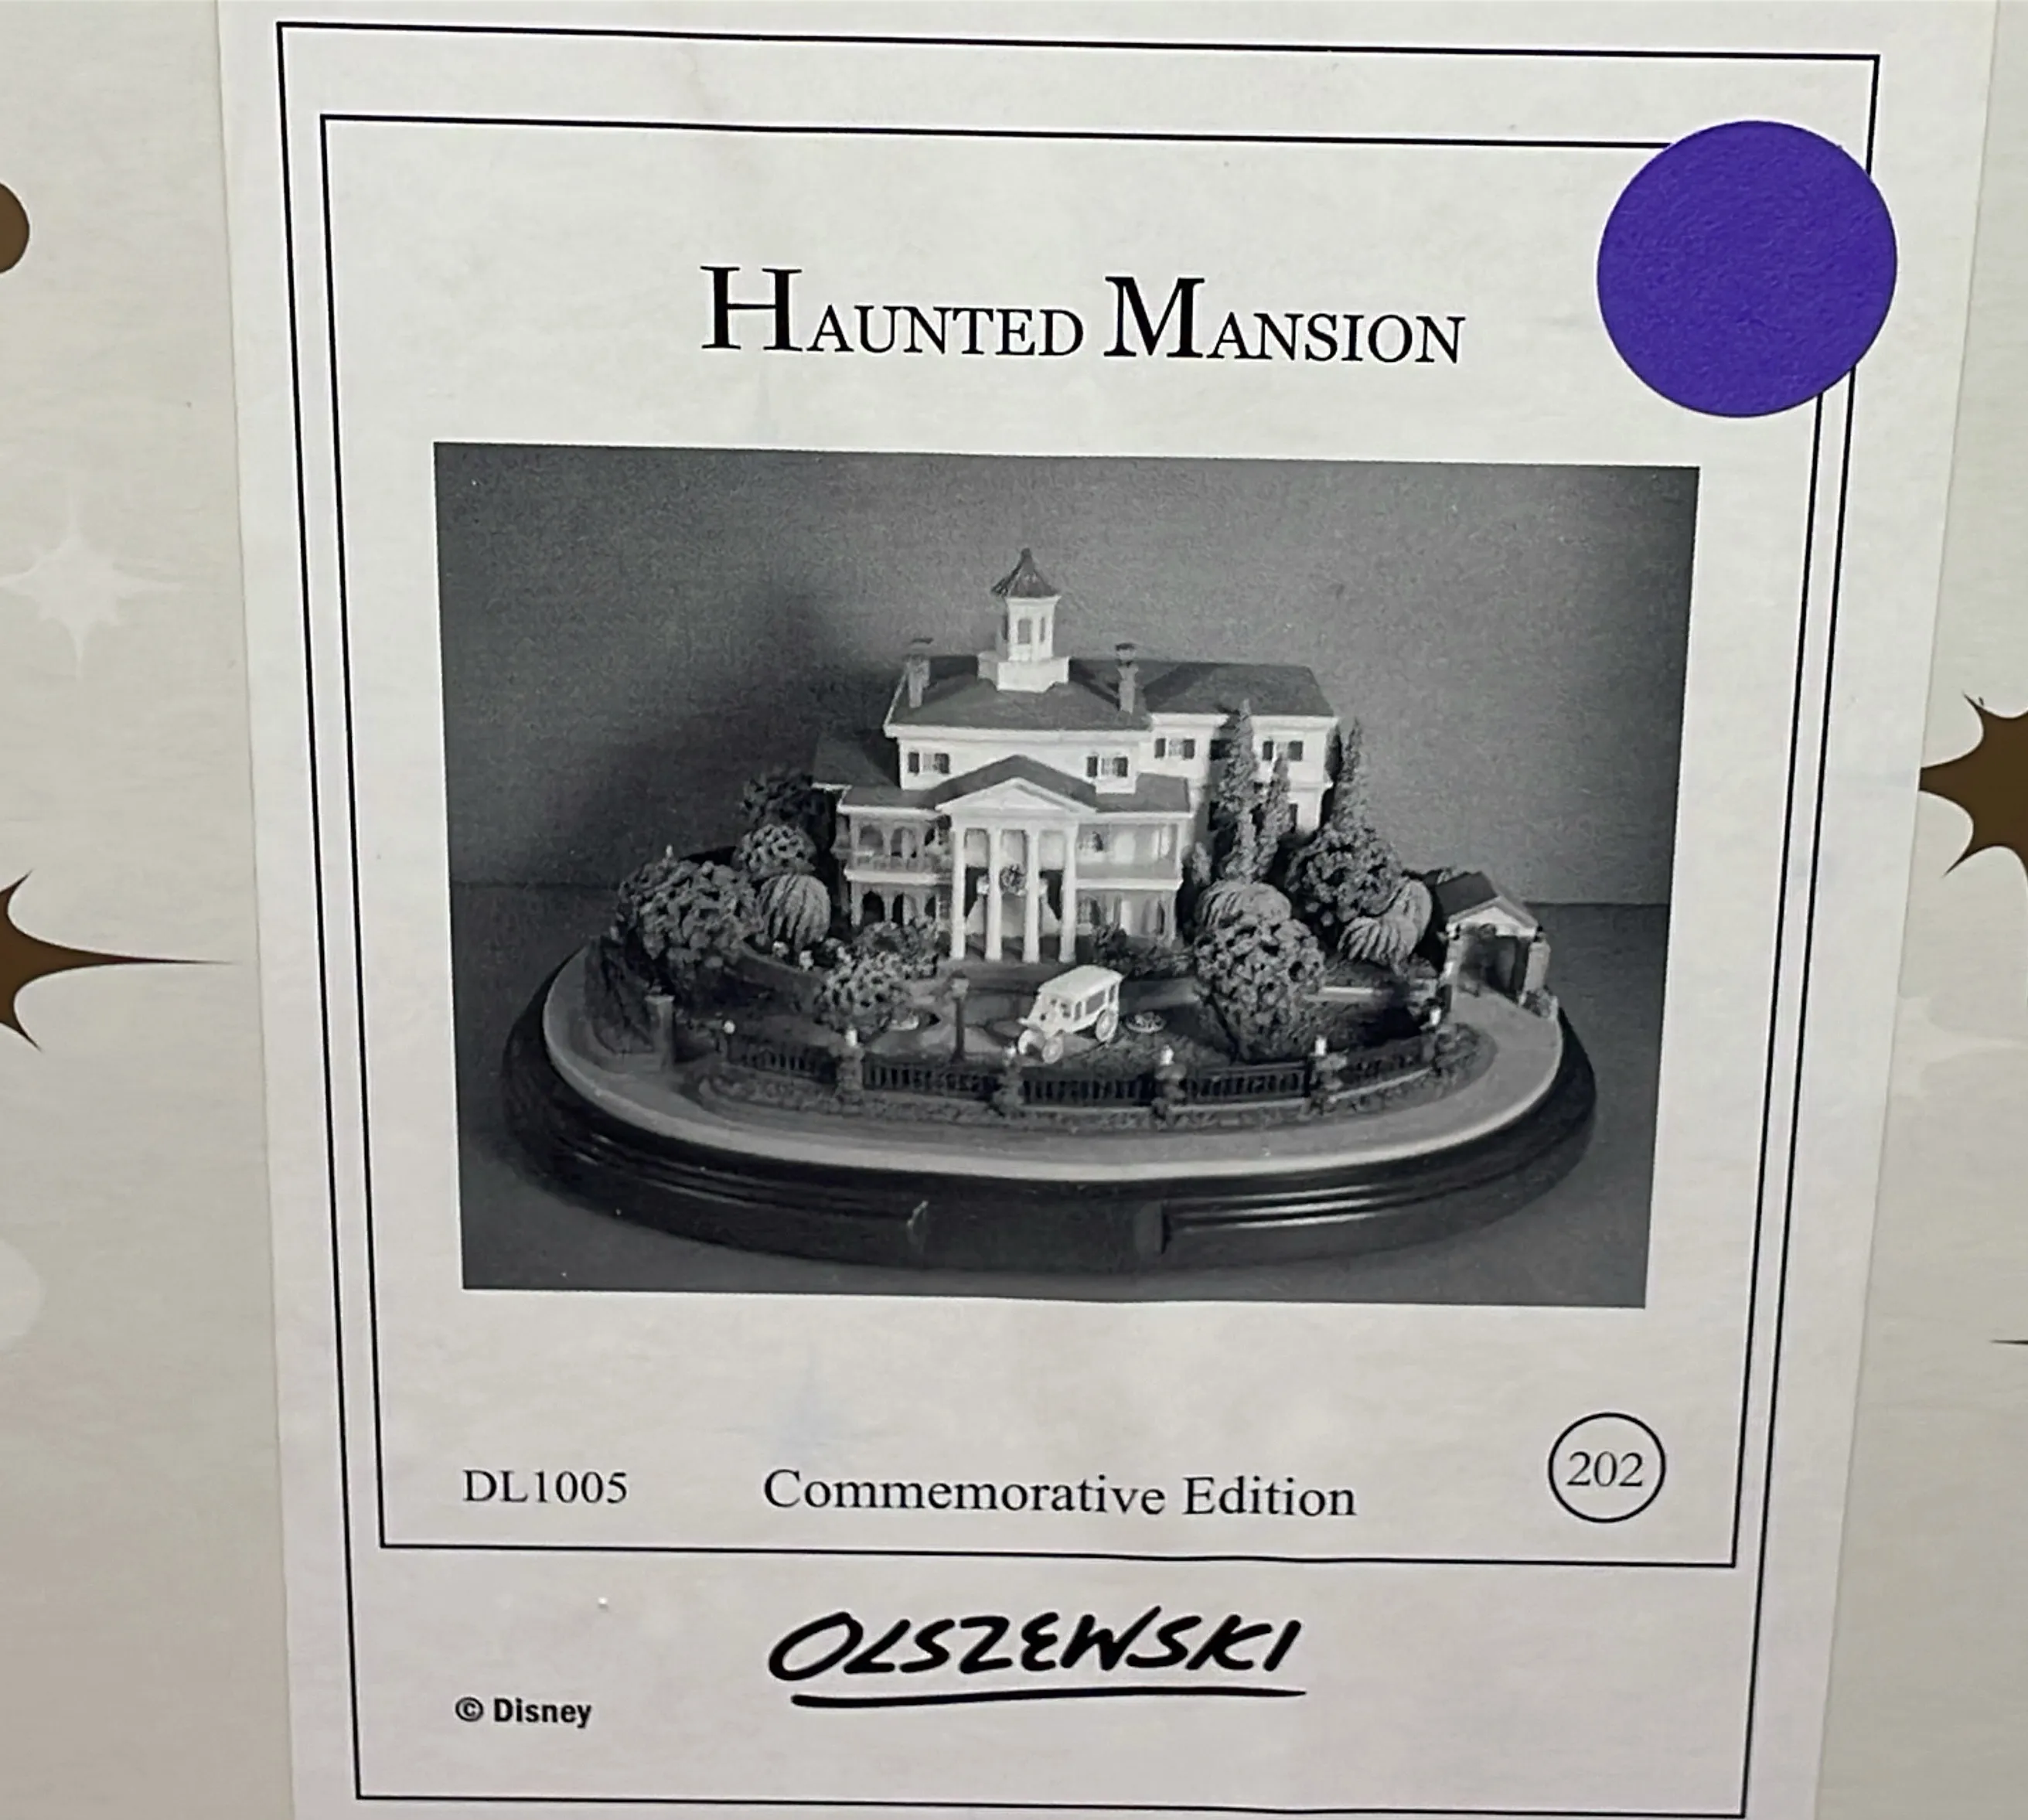 HAUNTED MANSION
DL1005 Commemorative Edition 202
OLSZEWSKI
© Disney